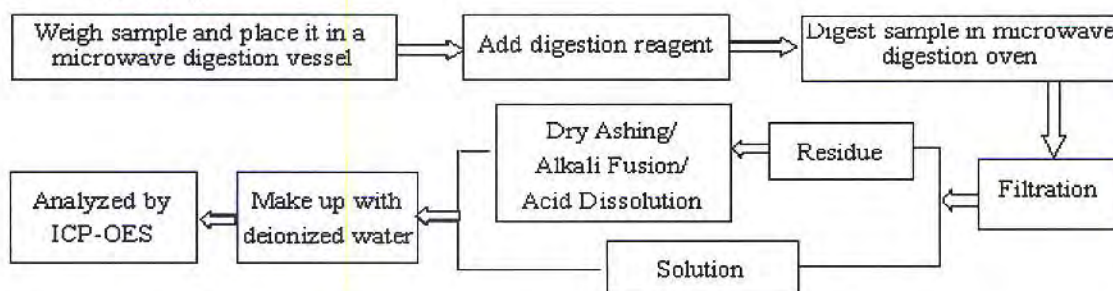 Weigh sample and place it in a
microwave digestion vessel
Add digestion reagent
Digest sample in microwave
digestion oven
Filtration
Residue
Solution
Dry Ashing/
Alkali Fusion/
Acid Dissolution
Make up with
deionized water
Analyzed by
ICP-OES